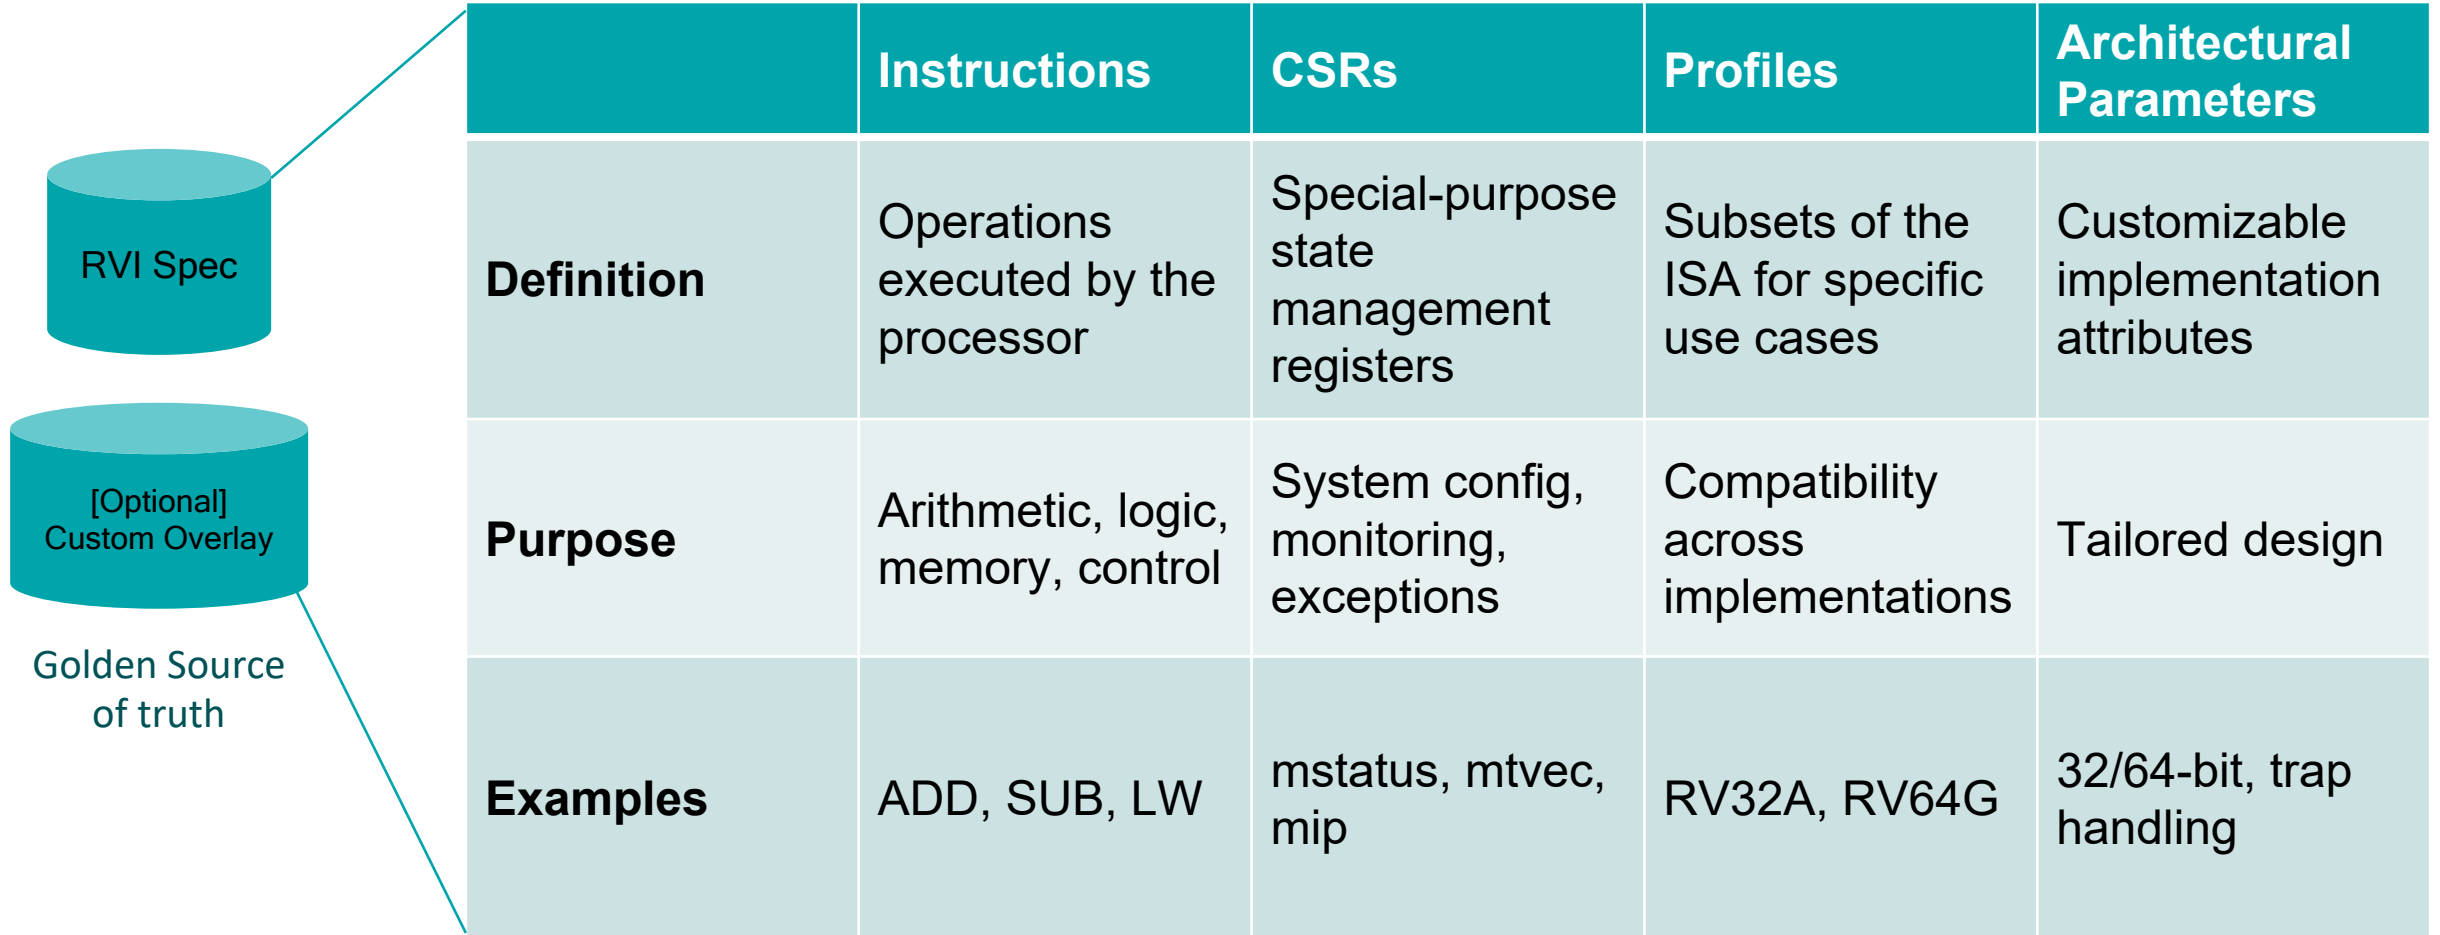 RVI Spec
[Optional]
Custom Overlay
Golden Source
of truth
Instructions
CSRs
Profiles
Architectural
Parameters
Definition
Operations
executed by the
processor
Special-purpose
state
management
registers
Subsets of the
ISA for specific
use cases
Customizable
implementation
attributes
Purpose
Arithmetic, logic,
memory, control
System config,
monitoring,
exceptions
Compatibility
across
implementations
Tailored design
Examples
ADD, SUB, LW
mstatus, mtvec,
mip
RV32A, RV64G
32/64-bit, trap
handling